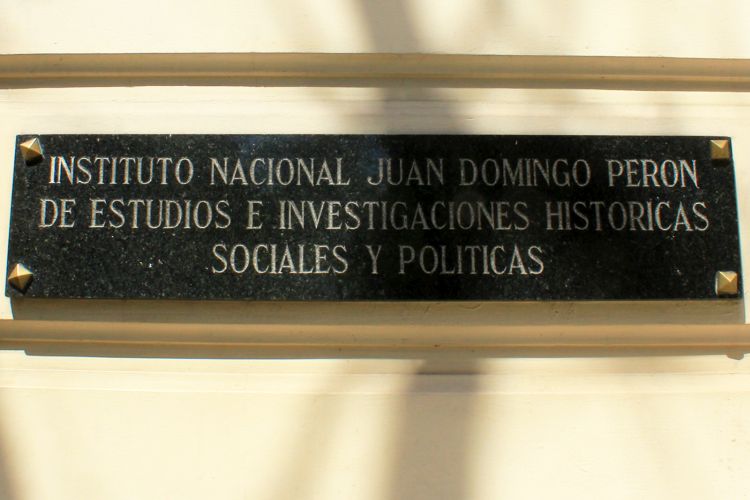 INSTITUTO NACIONAL JUAN DOMINGO PERON
DE ESTUDIOS E INVESTIGACIONES HISTORICAS
SOCIALES Y POLITICAS